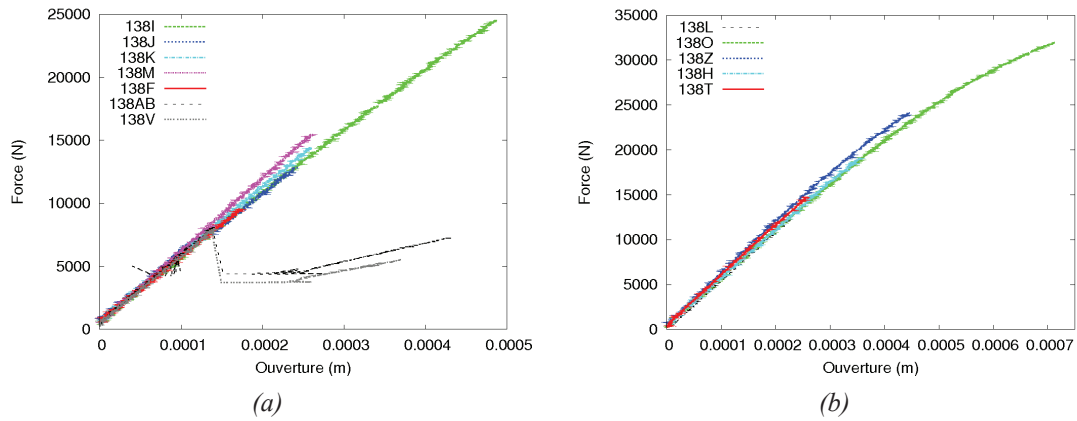 25000
20000
15000
10000
5000
0
Force (N)
138I
138J
138K
138M
138F
138AB
138V
0 0.0001 0.0002 0.0003 0.0004 0.0005
Ouverture (m)
(a)
35000
30000
25000
20000
15000
10000
5000
0
Force (N)
138L
138O
138Z
138H
138T
0 0.0001 0.0002 0.0003 0.0004 0.0005 0.0006 0.0007
Ouverture (m)
(b)